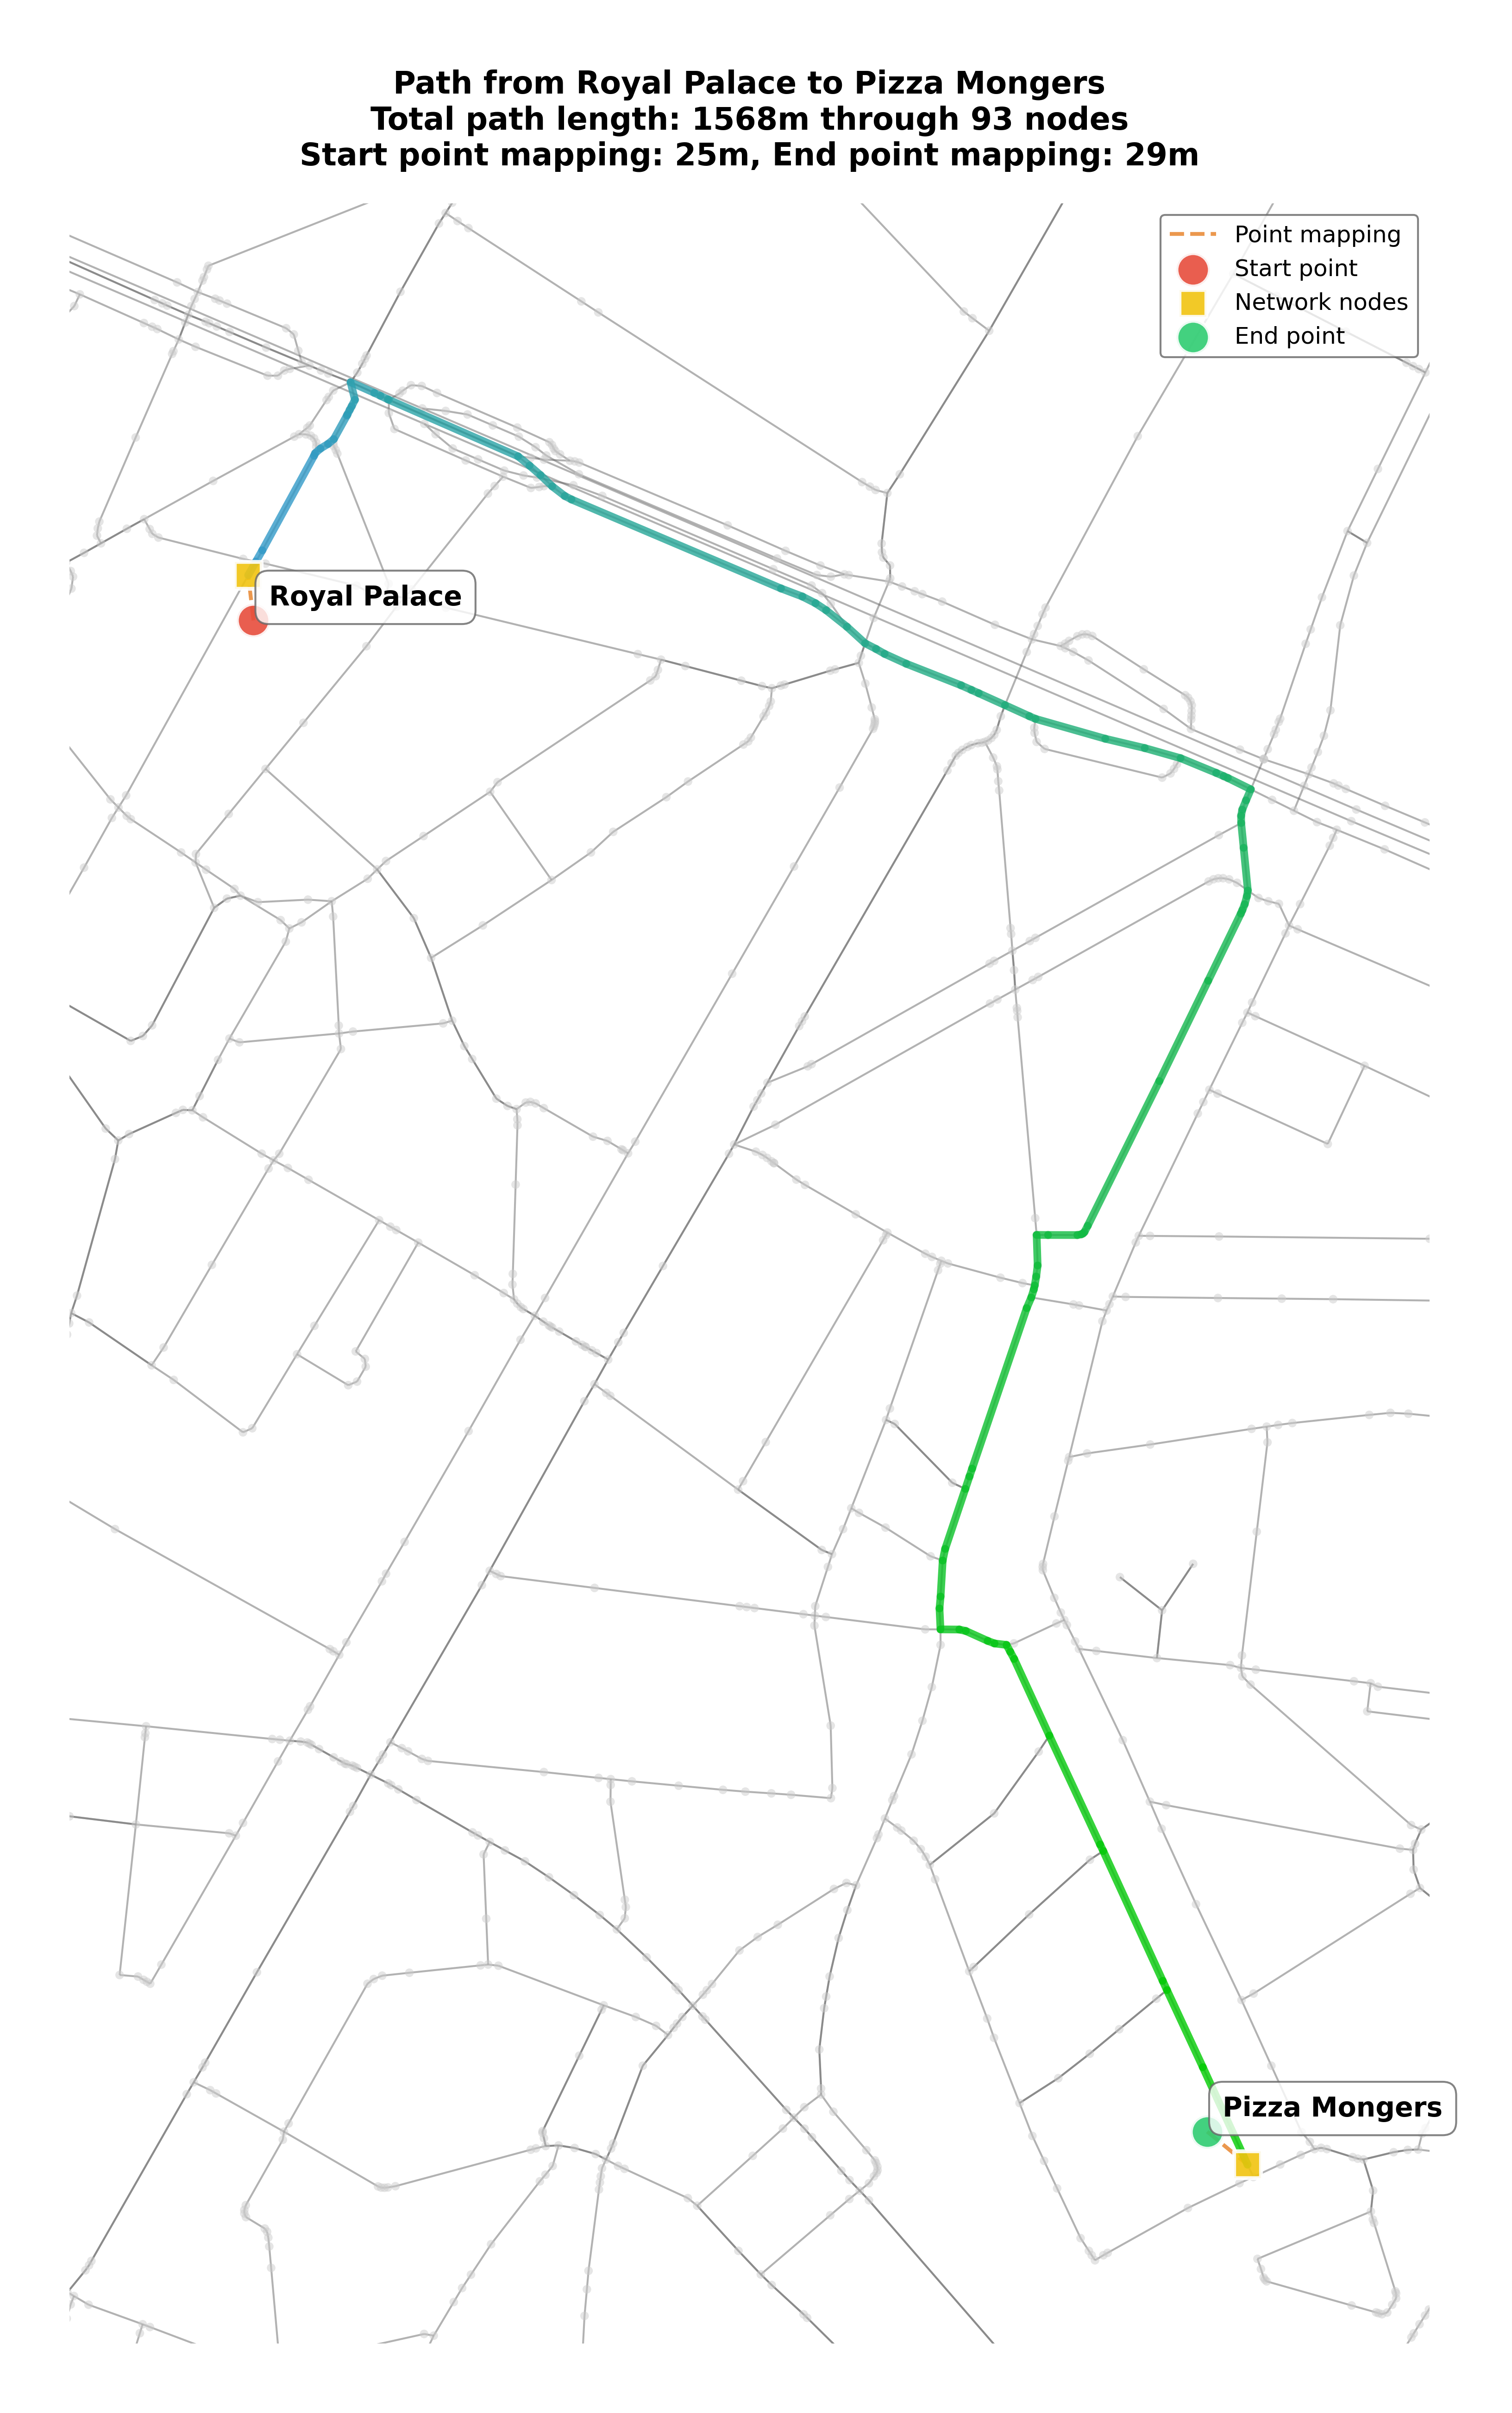 Path from Royal Palace to Pizza Mongers
Total path length: 1568m through 93 nodes
Start point mapping: 25m, End point mapping: 29m
Point mapping
Start point
Network nodes
End point
Royal Palace
Pizza Mongers